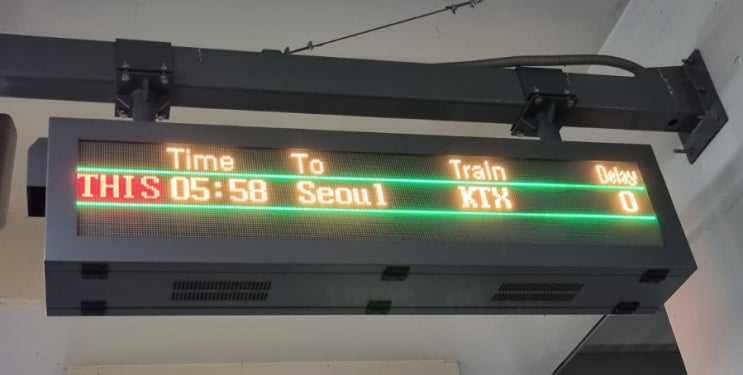 Time To Train Delay
THIS 05:58 Seoul KTX 0